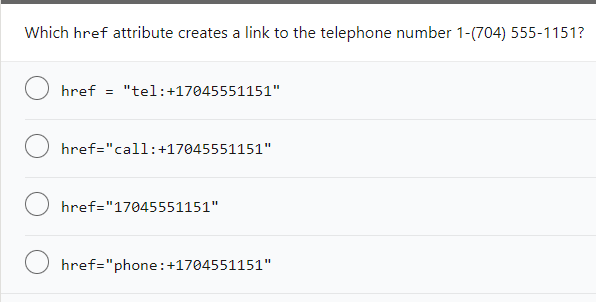 Which href attribute creates a link to the telephone number 1-(704) 555-1151?
href = "tel:+17045551151"
href="call:+17045551151"
href="17045551151"
href="phone:+1704551151"